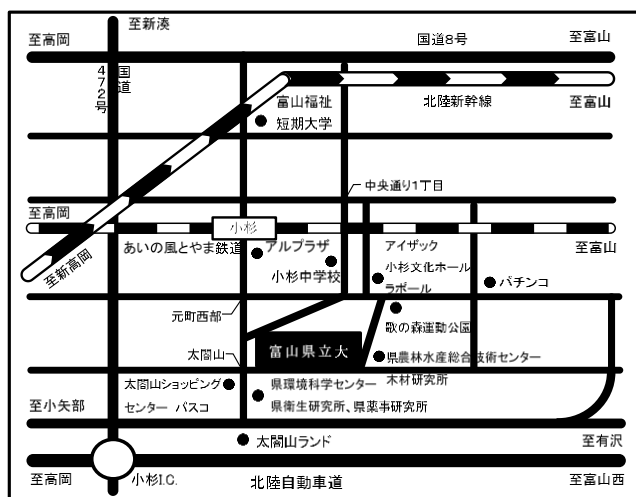 至新湊
至高岡
国道8号
至富山
国道
472号
富山福祉
短期大学
北陸新幹線
至富山
中央通り1丁目
至高岡
小杉
あいの風とやま鉄道
アルプラザ
アイザック
至富山
至新高岡
小杉中学校
小杉文化ホール
ラポール
パチンコ
元町西部
歌の森運動公園
太閤山
富山県立大
県農林水産総合技術センター
木材研究所
太閤山ショッピング
センター パスコ
県環境科学センター
県衛生研究所、県薬事研究所
至小矢部
太閤山ランド
至有沢
至高岡
小杉I.C.
北陸自動車道
至富山西